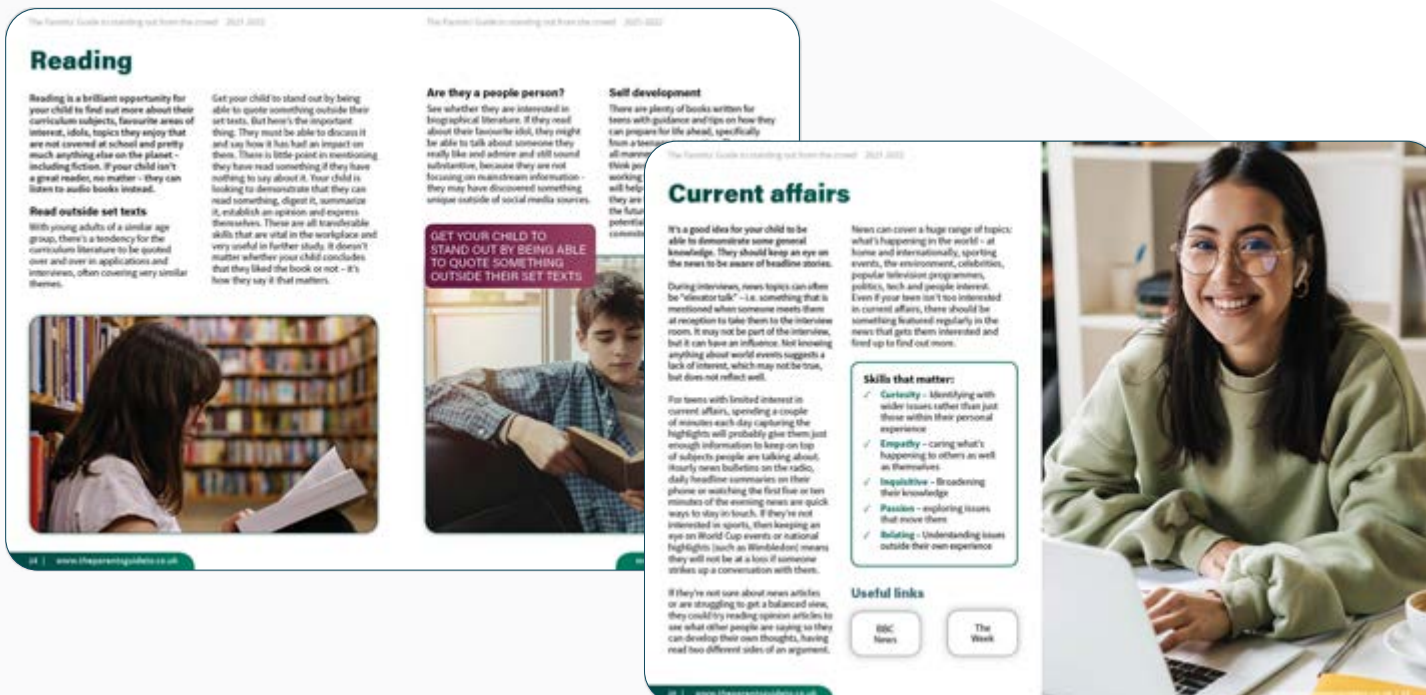 The Parents' Guide to standing out from the crowd 2021-2022
Reading
Reading is a brilliant opportunity for
your child to find out more about their
curriculum subjects, favourite areas of
interest, idols, topics they enjoy that
are not covered at school and pretty
much anything else on the planet -
including fiction. If your child isn't
a great reader, no matter - they can
listen to audio books instead.
Read outside set texts
With young adults of a similar age
group, there's a tendency for the
curriculum literature to be quoted
over and over in applications and
interviews, often covering very similar
themes.
Get your child to stand out by being
able to quote something outside their
set texts. But here's the important
thing. They must be able to discuss it
and say how it has had an impact on
them. There is little point in mentioning
they have read something if they have
nothing to say about it. Your child is
looking to demonstrate that they can
read something, digest it, summarize
it, establish an opinion and express
themselves. These are all transferable
skills that are vital in the workplace and
very useful in further study. It doesn't
matter whether your child concludes
that they liked the book or not – it's
how they say it that matters.
www.theparentsguideto.co.uk
The Parents' Guide to standing out from the crowd 2021-2022
Are they a people person?
See whether they are interested in
biographical literature. If they read
about their favourite idol, they might
be able to talk about someone they
really like and admire and still sound
substantive, because they are not
focusing on mainstream information -
they may have discovered something
unique outside of social media sources.
GET YOUR CHILD TO
STAND OUT BY BEING ABLE
TO QUOTE SOMETHING
OUTSIDE THEIR SET TEXTS
Self development
There are plenty of books written for
teens with guidance and tips on how they
can prepare for life ahead, specifically
from a
all
think
working
will help
they are
the
The Parents' Guide to standing out from the crowd 2021-2022
Current affairs
It's a good idea for your child to be
able to demonstrate some general
knowledge. They should keep an eye on
the news to be aware of headline stories.
During interviews, news topics can often
be "elevator talk" – i.e. something that is
mentioned when someone meets them
at reception to take them to the interview
room. It may not be part of the interview,
but it can have an influence. Not knowing
anything about world events suggests a
lack of interest, which may not be true,
but does not reflect well.
For teens with limited interest in
current affairs, spending a couple
of minutes each day capturing the
highlights will probably give them just
enough information to keep on top
of subjects people are talking about.
Hourly news bulletins on the radio,
daily headline summaries on their
phone or watching the first five or ten
minutes of the evening news are quick
ways to stay in touch. If they're not
interested in sports, then keeping an
eye on World Cup events or national
highlights (such as Wimbledon) means
they will not be at a loss if someone
strikes up a conversation with them.
If they're not sure about news articles
or are struggling to get a balanced view,
they could try reading opinion articles to
see what other people are saying so they
can develop their own thoughts, having
read two different sides of an argument.
News can cover a huge range of topics:
what's happening in the world – at
home and internationally, sporting
events, the environment, celebrities,
popular television programmes,
politics, tech and people interest.
Even if your teen isn't too interested
in current affairs, there should be
something featured regularly in the
news that gets them interested and
fired up to find out more.
Skills that matter:
✓ Curiosity – Identifying with
wider issues rather than just
those within their personal
experience
✓ Empathy – caring what's
happening to others as well
as themselves
✓ Inquisitive – Broadening
their knowledge
✓ Passion – exploring issues
that move them
✓ Relating – Understanding issues
outside their own experience
Useful links
BBC
News
The
Week
www.theparentsguideto.co.uk